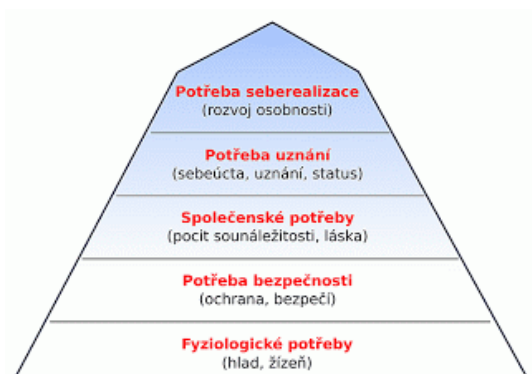 Potřeba seberealizace
(rozvoj osobnosti)
Potřeba uznání
(sebeúcta, uznání, status)
Společenské potřeby
(pocit sounáležitosti, láska)
Potřeba bezpečnosti
(ochrana, bezpečí)
Fyziologické potřeby
(hlad, žízeň)